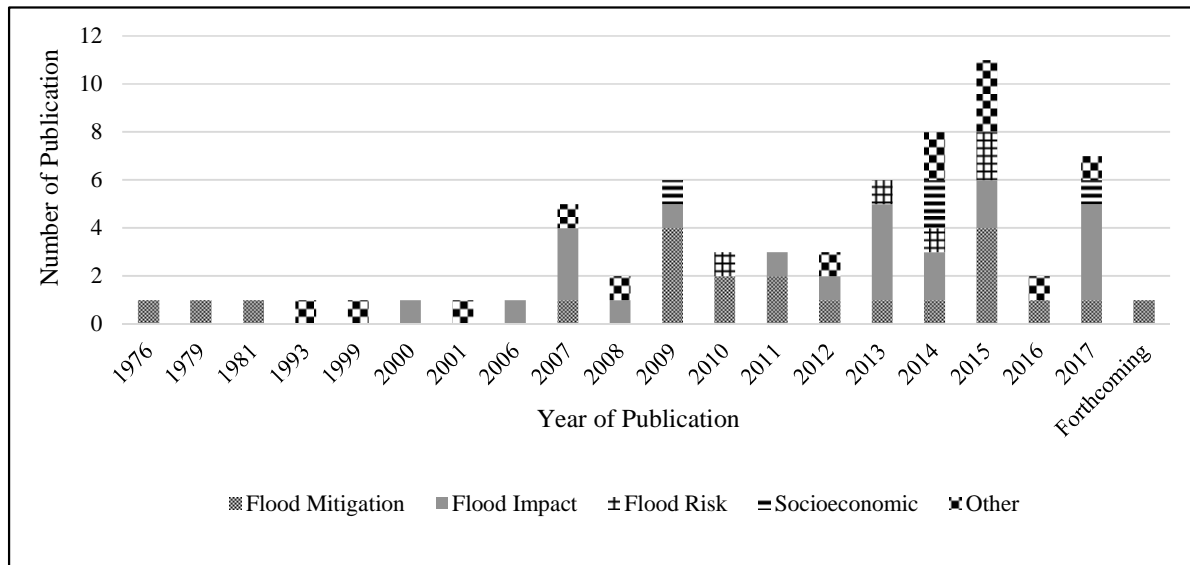 12
10
8
6
4
2
0
Number of Publication
1976 1979 1981 1993 1999 2000 2001 2006 2007 2008 2009 2010 2011 2012 2013 2014 2015 2016 2017 Forthcoming
Year of Publication
Flood Mitigation Flood Impact Flood Risk Socioeconomic Other